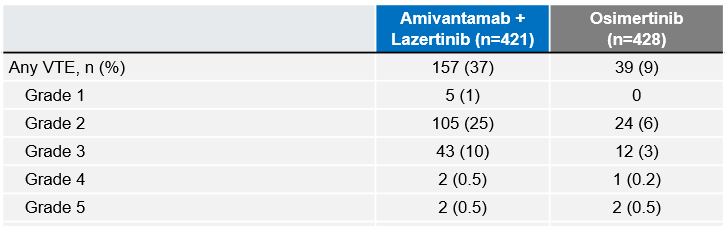 Amivantamab + Osimertinib
Lazertinib (n=421) (n=428)
Any VTE, n (%) 157 (37) 39 (9)
Grade 1 5 (1) 0
Grade 2 105 (25) 24 (6)
Grade 3 43 (10) 12 (3)
Grade 4 2 (0.5) 1 (0.2)
Grade 5 2 (0.5) 2 (0.5)